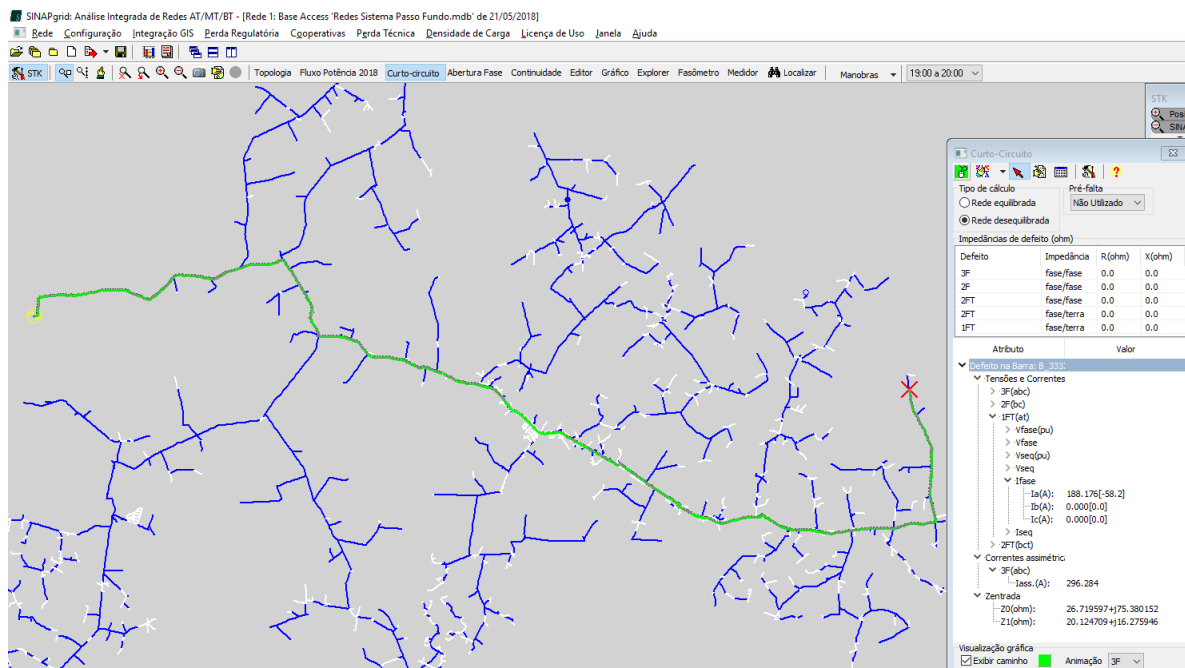 SINAPgrid: Análise Integrada de Redes AT/MT/BT - [Rede 1: Base Access 'Redes Sistema Passo Fundo.mdb' de 21/05/2018]
Rede Configuração Integração GIS Perda Regulatória Cooperativas Perda Técnica Densidade de Carga Licença de Uso Janela Ajuda
STK Topologia Fluxo Potência 2018 Curto-circuito Abertura Fase Continuidade Editor Gráfico Explorer Fasômetro Medidor Localizar Manobras 19:00 a 20:00
STK
Pos
SINA
Curto-Circuito
Tipo de cálculo Pré-falta
Rede equilibrada Não Utilizado
Rede desequilibrada
Impedâncias de defeito (ohm)
Defeito Impedância R(ohm) X(ohm)
3F fase/fase 0.0 0.0
2F fase/fase 0.0 0.0
2FT fase/fase 0.0 0.0
2FT fase/terra 0.0 0.0
1FT fase/terra 0.0 0.0
Atributo Valor
Defeito na Barra: B_333
Tensões e Correntes
3F(abc)
2F(bc)
1FT(at)
Vfase(pu)
Vfase
Vseq(pu)
Vseq
Ifase
Ia(A): 188.176[-58.2]
Ib(A): 0.000[0.0]
Ic(A): 0.000[0.0]
Iseq
2FT(bct)
Correntes assimétrica
3F(abc)
Iass.(A): 296.284
Zentrada
Z0(ohm): 26.719597+j75.380152
Z1(ohm): 20.124709+j16.275946
Visualização gráfica
Exibir caminho Animação 3F